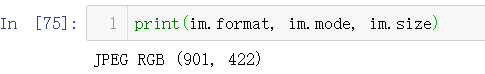 In [75]: 1 print(im.format, im.mode, im.size)
JPEG RGB (901, 422)